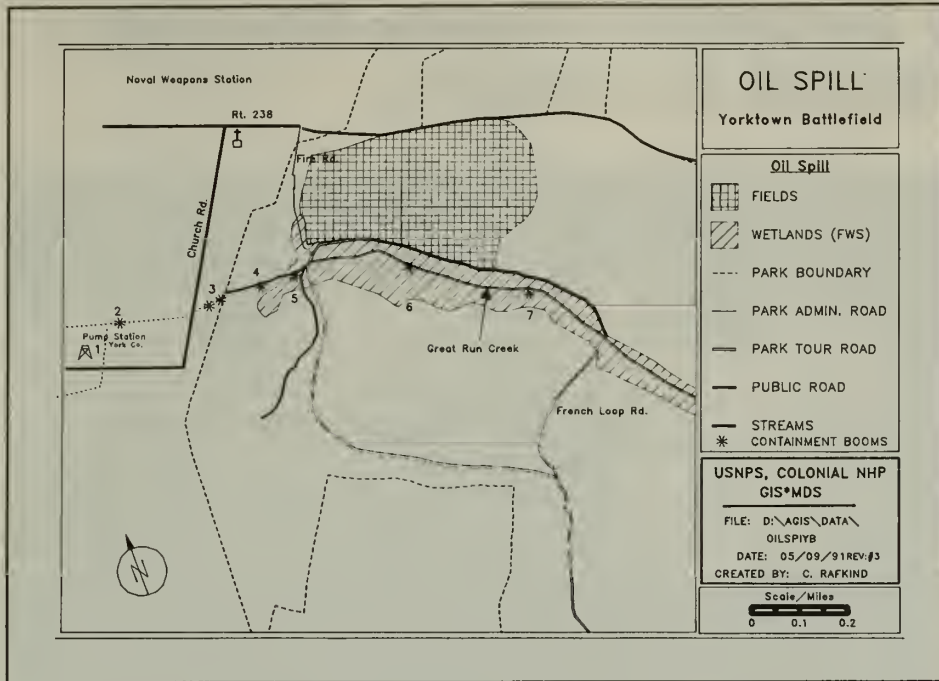 Naval Weapons Station
Rt. 238
Fire Rd.
Church Rd.
4
3
5
2
6
7
Pump Station
York Co.
1
Great Run Creek
French Loop Rd.
N
OIL SPILL
Yorktown Battlefield
Oil Spill
FIELDS
WETLANDS (FWS)
PARK BOUNDARY
PARK ADMIN. ROAD
PARK TOUR ROAD
PUBLIC ROAD
STREAMS
CONTAINMENT BOOMS
USNPS, COLONIAL NHP
GIS*MDS
FILE: D:\AGIS\DATA\
OILSPIYB
DATE: 05/09/91REV:#3
CREATED BY: C. RAFKIND
Scale/Miles
0 0.1 0.2